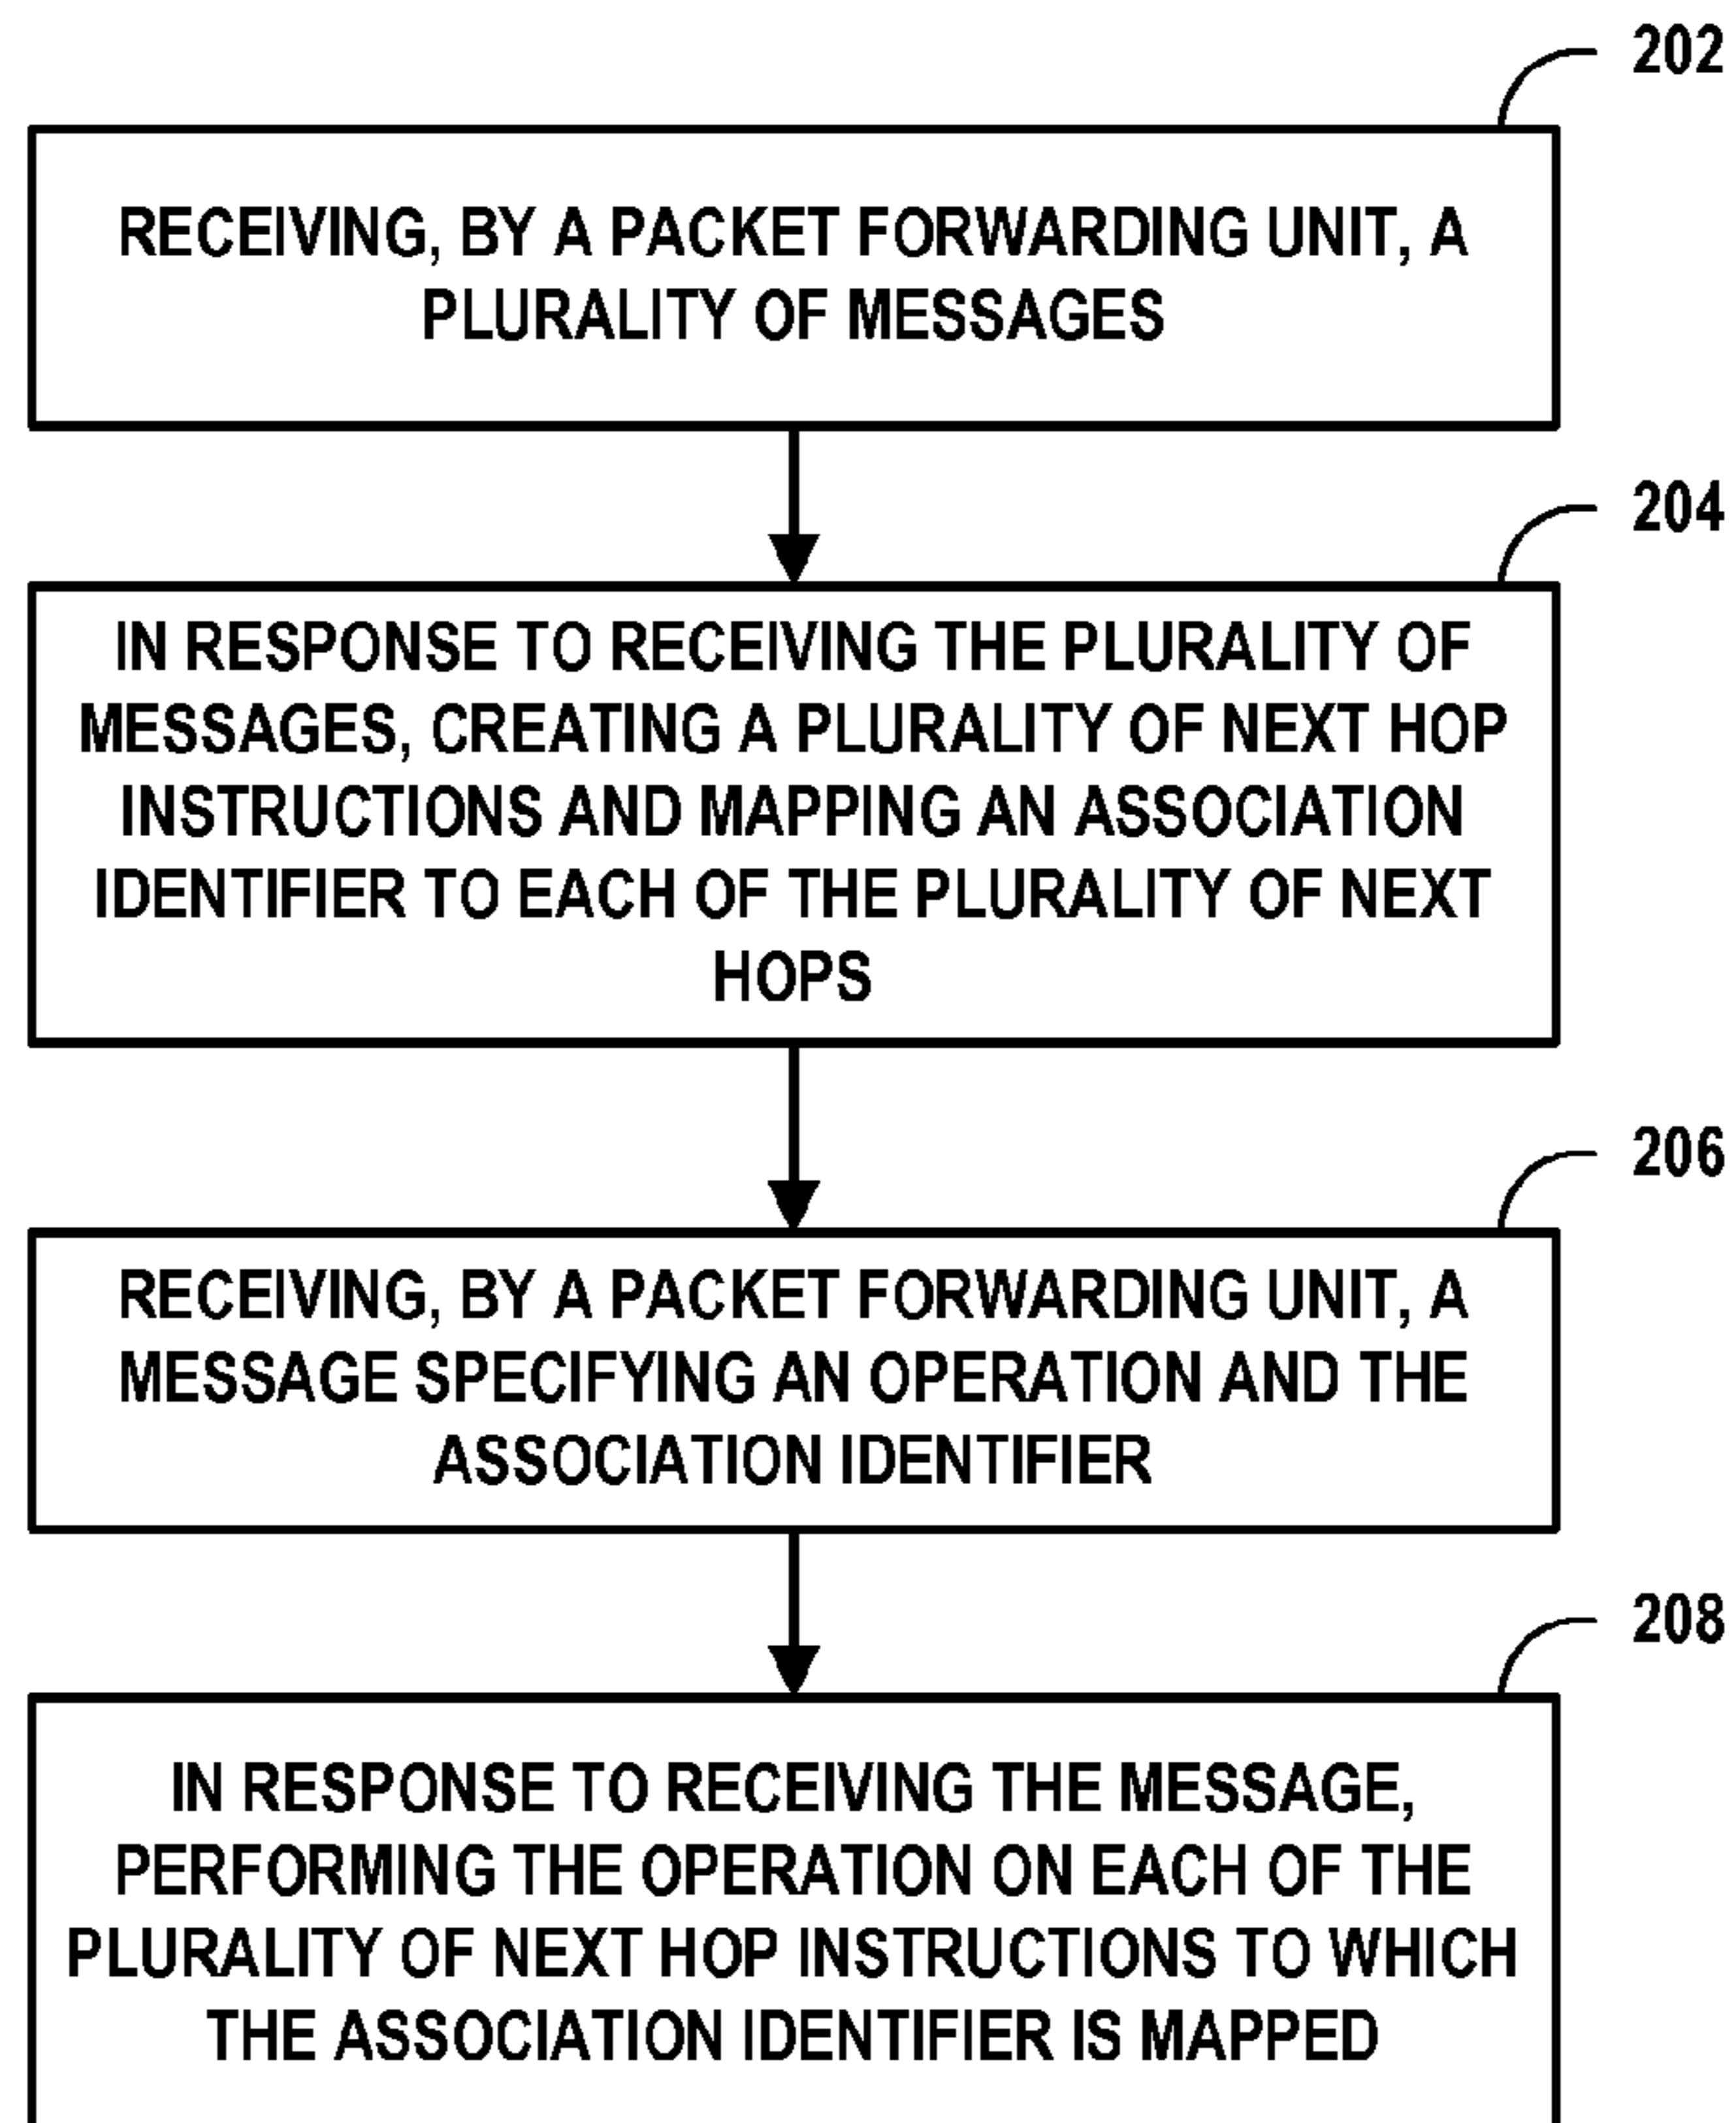 202
RECEIVING, BY A PACKET FORWARDING UNIT, A
PLURALITY OF MESSAGES
204
IN RESPONSE TO RECEIVING THE PLURALITY OF
MESSAGES, CREATING A PLURALITY OF NEXT HOP
INSTRUCTIONS AND MAPPING AN ASSOCIATION
IDENTIFIER TO EACH OF THE PLURALITY OF NEXT
HOPS
206
RECEIVING, BY A PACKET FORWARDING UNIT, A
MESSAGE SPECIFYING AN OPERATION AND THE
ASSOCIATION IDENTIFIER
208
IN RESPONSE TO RECEIVING THE MESSAGE,
PERFORMING THE OPERATION ON EACH OF THE
PLURALITY OF NEXT HOP INSTRUCTIONS TO WHICH
THE ASSOCIATION IDENTIFIER IS MAPPED